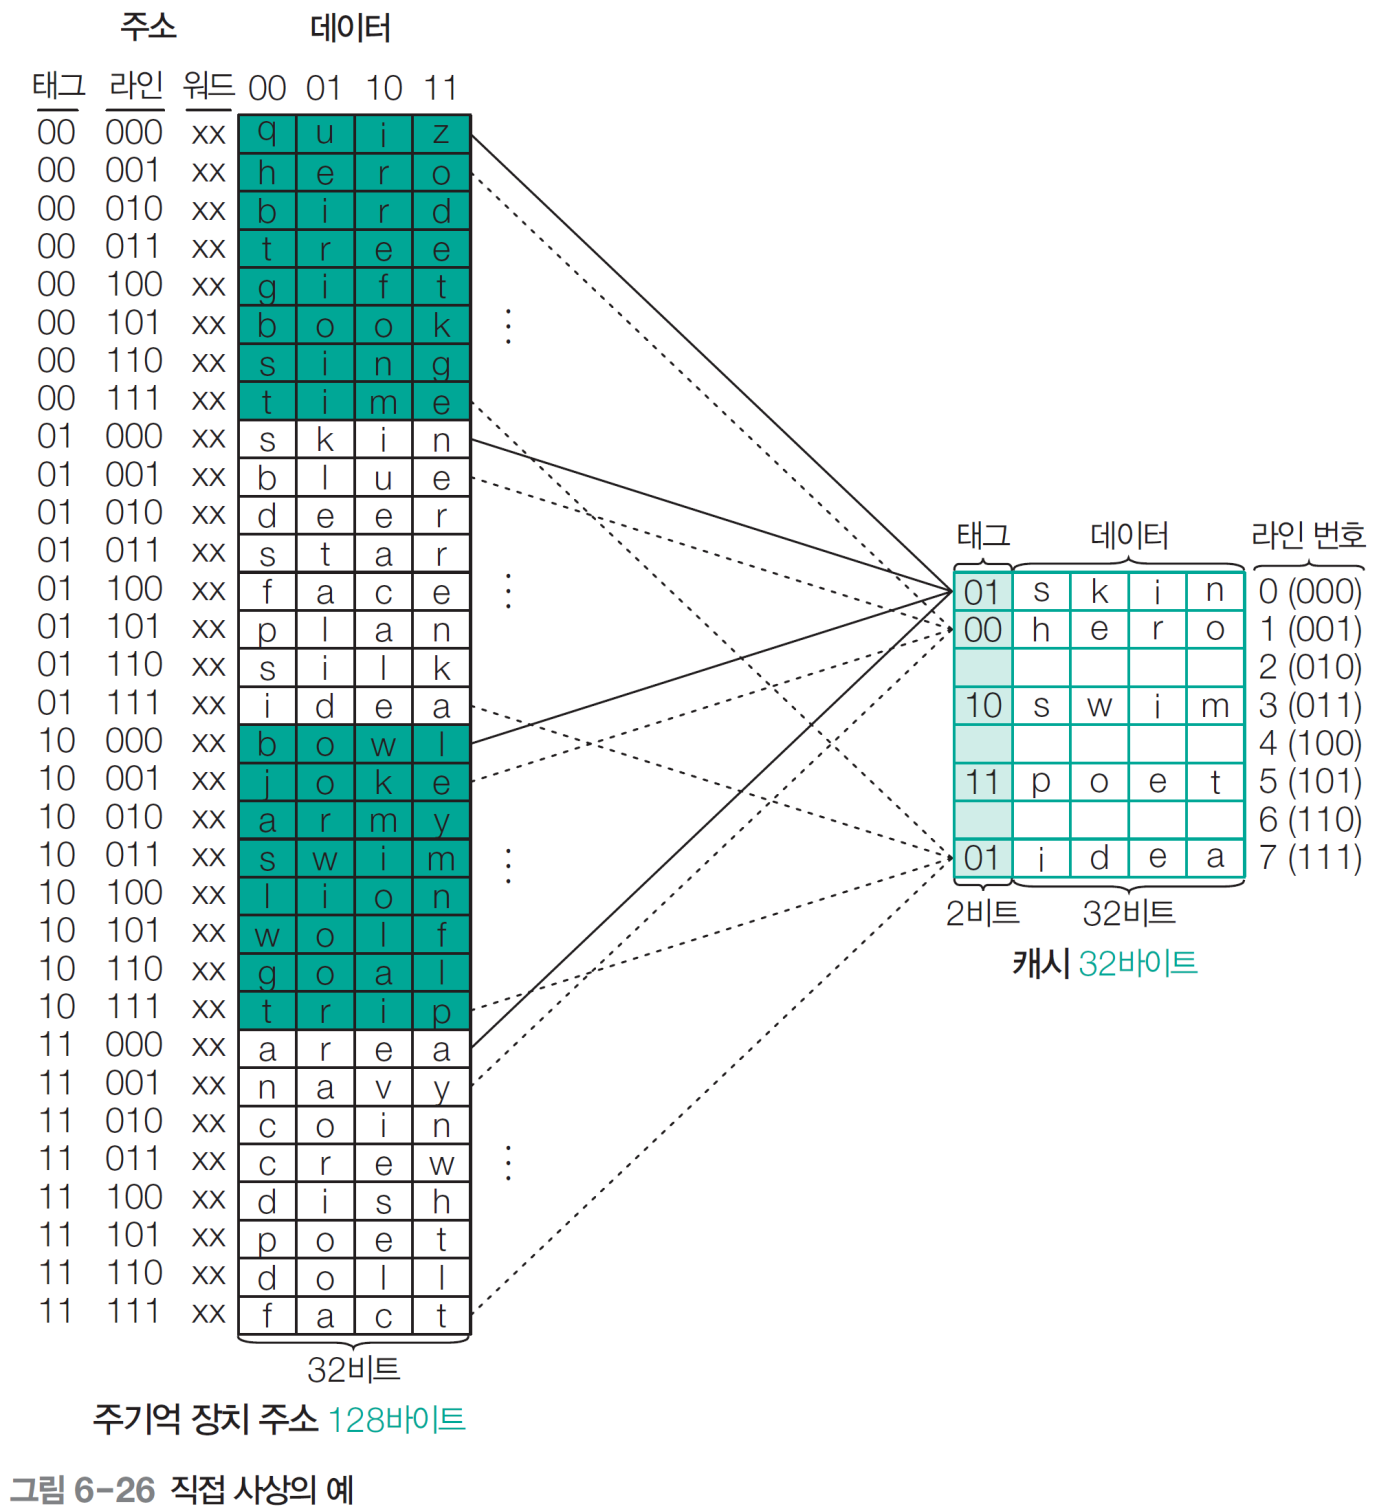 주소 데이터
태그 라인 워드 00 01 10 11
00 000 xx q u i z
00 001 xx h e r o
00 010 xx b i r d
00 011 xx t r e e
00 100 xx g i f t
00 101 xx b o o k
00 110 xx s i n g
00 111 xx t i m e
01 000 xx s k i n
01 001 xx b l u e
01 010 xx d e e r
01 011 xx s t a r
01 100 xx f a c e
01 101 xx p l a n
01 110 xx s i l k
01 111 xx i d e a
10 000 xx b o w l
10 001 xx j o k e
10 010 xx a r m y
10 011 xx s w i m
10 100 xx l i o n
10 101 xx w o l f
10 110 xx g o a l
10 111 xx t r i p
11 000 xx a r e a
11 001 xx n a v y
11 010 xx c o i n
11 011 xx c r e w
11 100 xx d i s h
11 101 xx p o e t
11 110 xx d o l l
11 111 xx f a c t
32비트
주기억 장치 주소 128바이트
태그 데이터 라인 번호
01 s k i n 0 (000)
00 h e r o 1 (001)
2 (010)
10 s w i m 3 (011)
4 (100)
11 p o e t 5 (101)
6 (110)
01 i d e a 7 (111)
2비트 32비트
캐시 32바이트
그림 6-26 직접 사상의 예